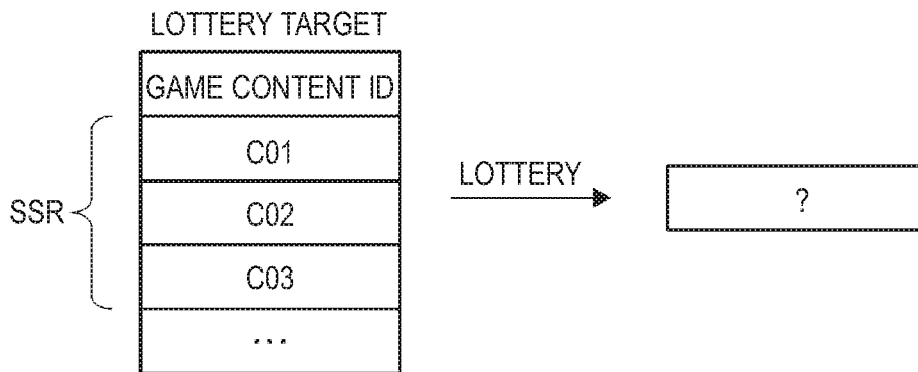 LOTTERY TARGET
GAME CONTENT ID
C01
LOTTERY
?
SSR
C02
C03
...